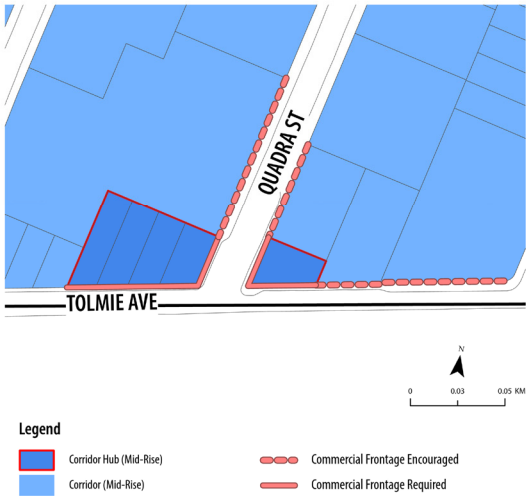 QUADRA ST
TOLMIE AVE
N
0 0.03 0.05 KM
Legend
Corridor Hub (Mid-Rise) Commercial Frontage Encouraged
Corridor (Mid-Rise) Commercial Frontage Required